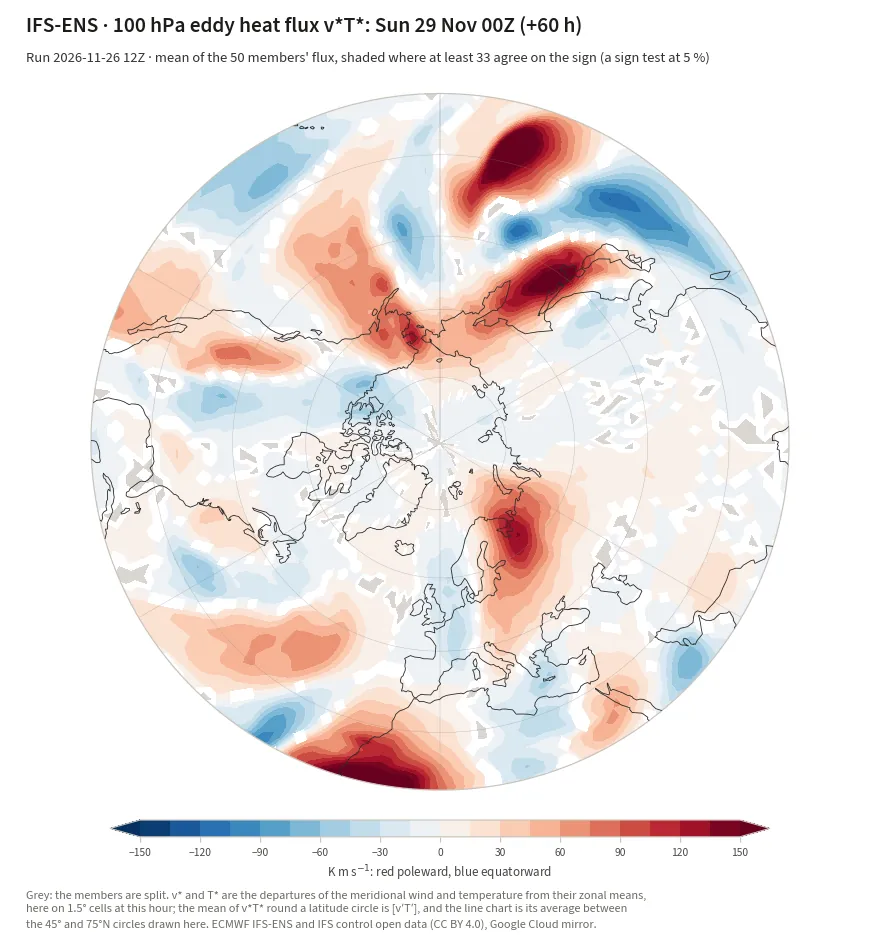 IFS-ENS · 100 hPa eddy heat flux v*T*: Sun 29 Nov 00Z (+60 h)
Run 2026-11-26 12Z · mean of the 50 members' flux, shaded where at least 33 agree on the sign (a sign test at 5 %)
−150 −120 −90 −60 −30 0 30 60 90 120 150
K m s⁻¹: red poleward, blue equatorward
Grey: the members are split. v* and T* are the departures of the meridional wind and temperature from their zonal means,
here on 1.5° cells at this hour; the mean of v*T* round a latitude circle is [v′T′], and the line chart is its average between
the 45° and 75°N circles drawn here. ECMWF IFS-ENS and IFS control open data (CC BY 4.0), Google Cloud mirror.